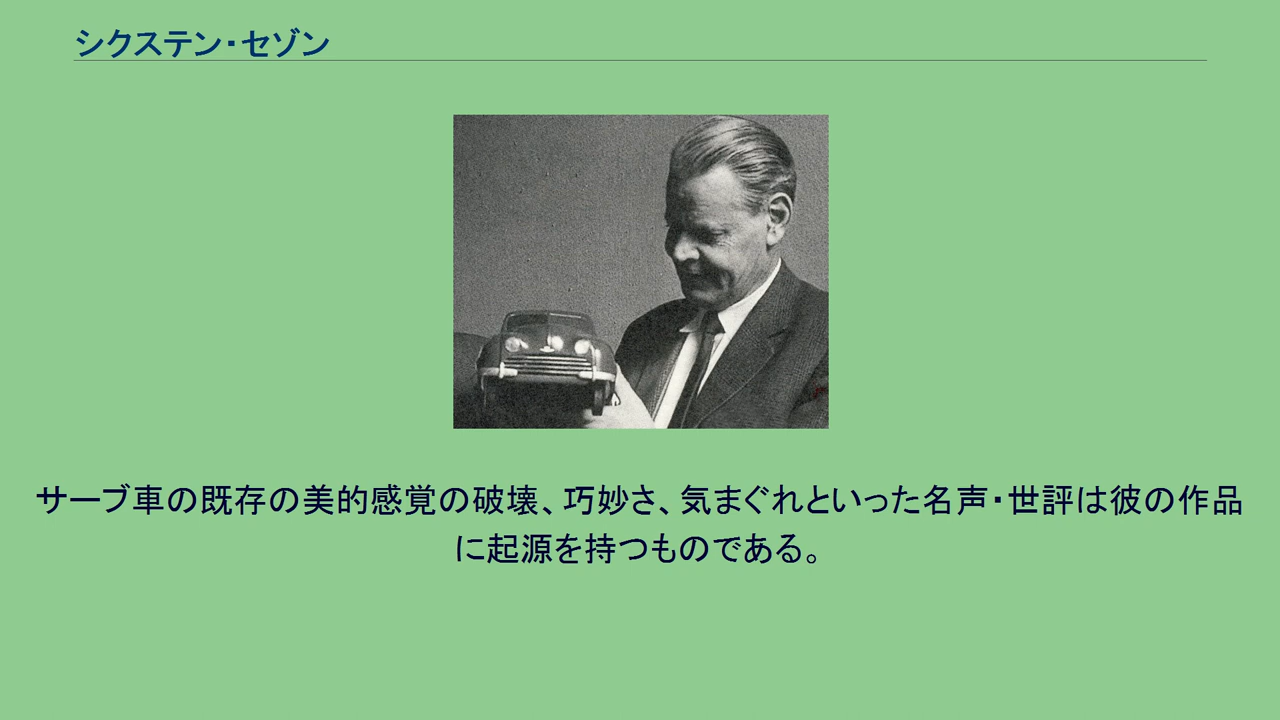 シクステン・セゾン
サーブ車の既存の美的感覚の破壊、巧妙さ、気まぐれといった名声・世評は彼の作品
に起源を持つものである。